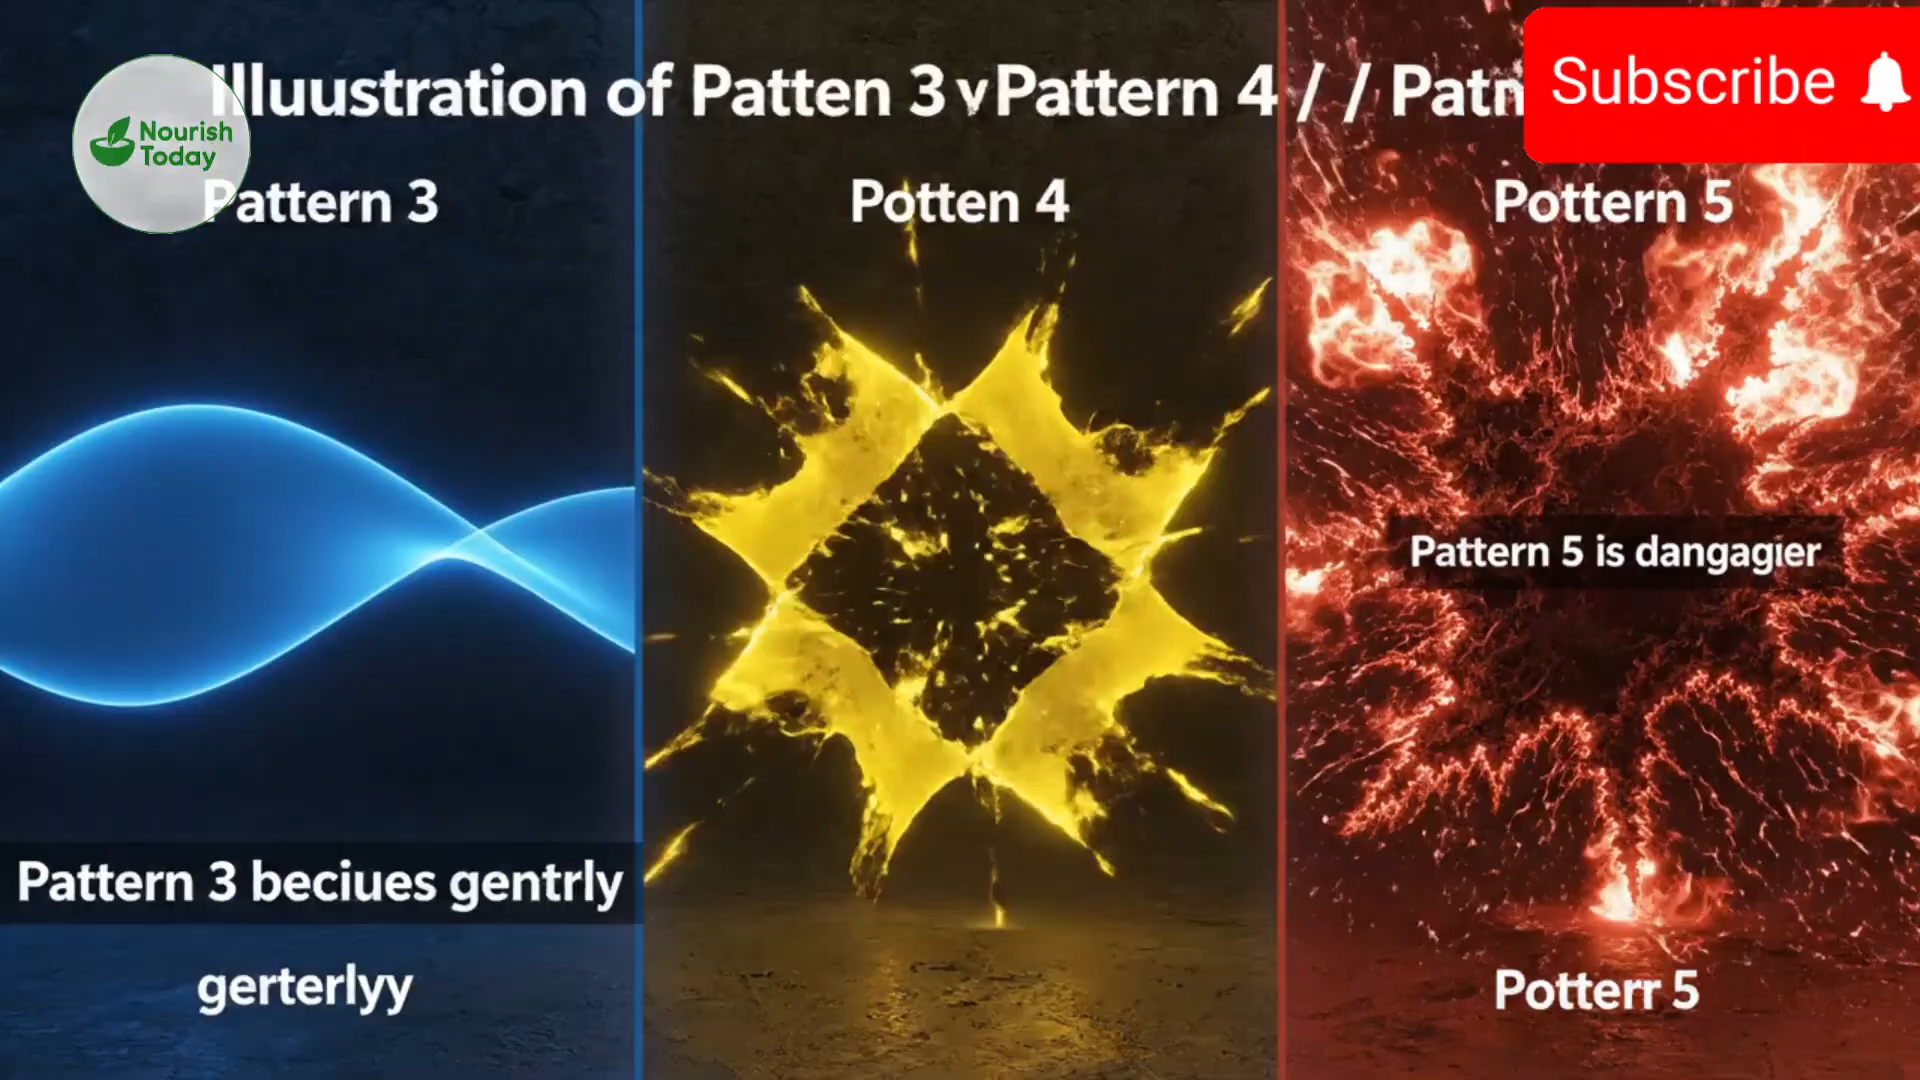 Illuustration of Patten 3 v Pattern 4 / / Patn
Subscribe
Nourish
Today
Pattern 3
Potten 4
Pottern 5
Pattern 5 is dangagier
Pattern 3 beciues gentrly
gerterlyy
Potterr 5